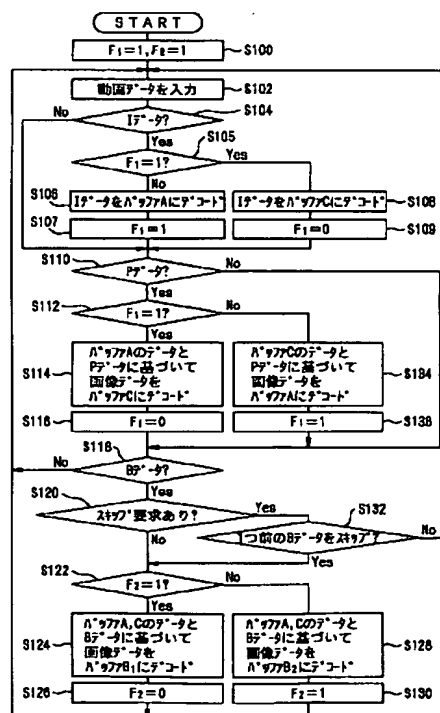 START
F₁=1,F₂=1
S100
動画データを入力
S102
Iデータ?
S104
No
Yes
S105
F₁=1?
Yes
No
S106
IデータをバッファAにデコード
IデータをバッファCにデコード
S108
S107
F₁=1
F₁=0
S109
S110
Pデータ?
No
Yes
S112
F₁=1?
No
Yes
S114
バッファAのデータと
Pデータに基づいて
画像データを
バッファCにデコード
バッファCのデータと
Pデータに基づいて
画像データを
バッファAにデコード
S134
S116
F₁=0
F₁=1
S136
S118
No
Bデータ?
Yes
S120
スキップ要求あり?
Yes
No
S132
1つ前のBデータをスキップ?
No
Yes
S122
F₂=1?
No
Yes
S124
バッファA,Cのデータと
Bデータに基づいて
画像データを
バッファB₁にデコード
バッファA,Cのデータと
Bデータに基づいて
画像データを
バッファB₂にデコード
S128
S126
F₂=0
F₂=1
S130